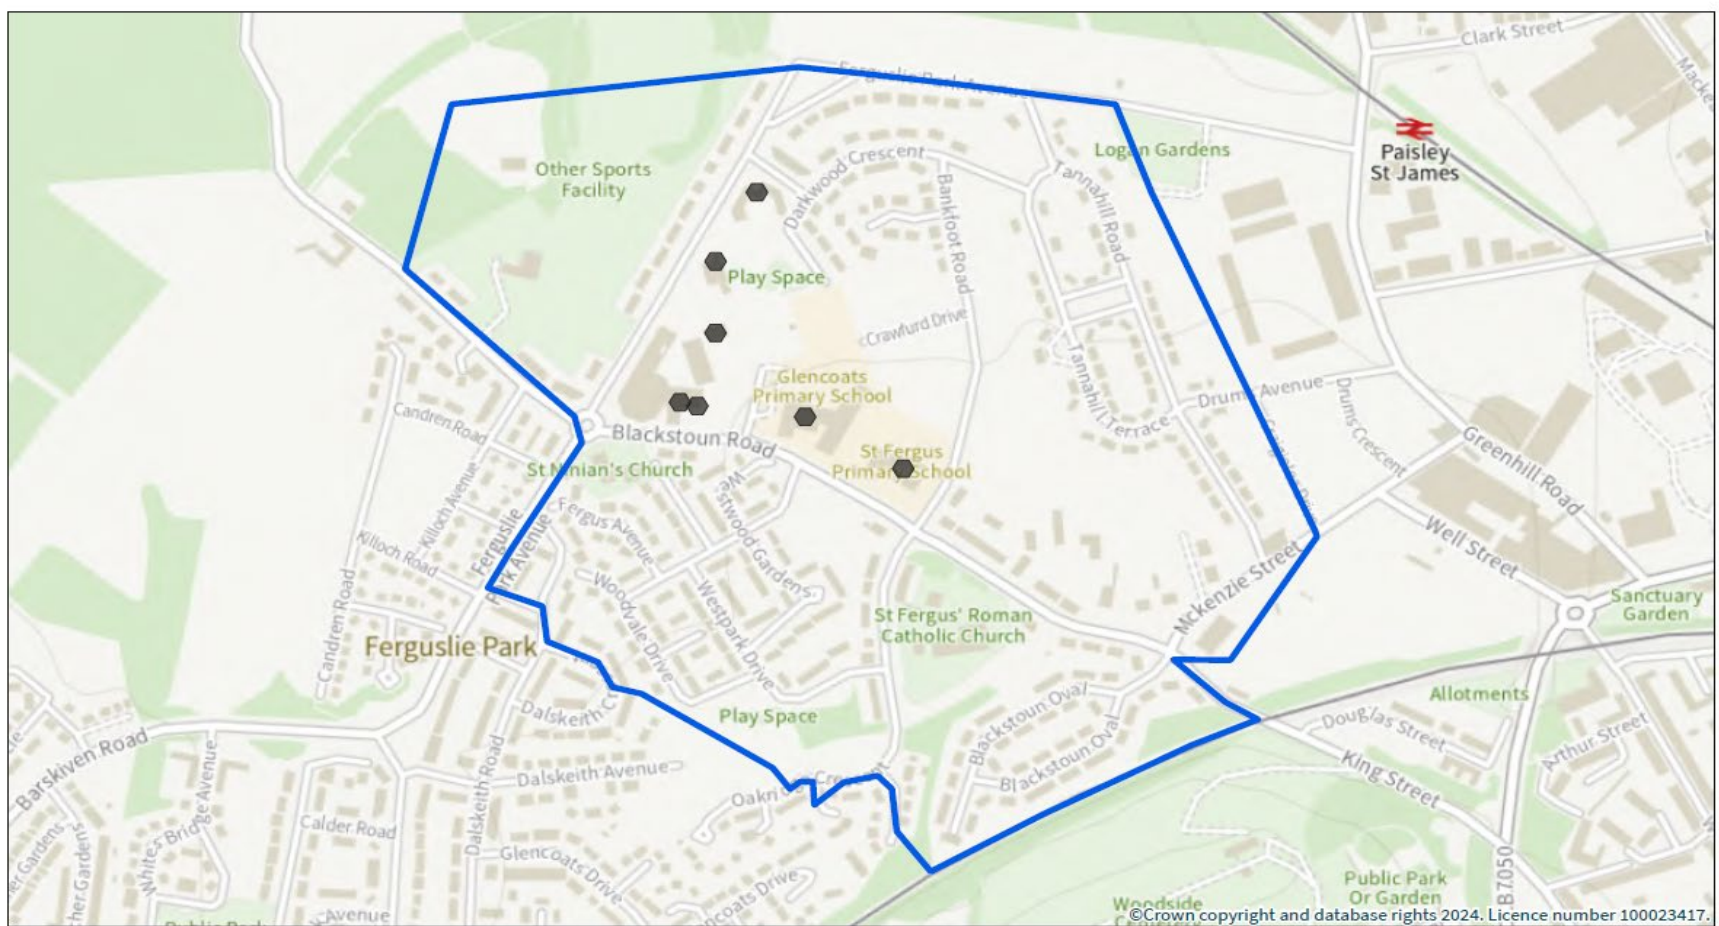 Clark Street
Ferguslie Park Avenue
Paisley
St James
Logan Gardens
Other Sports
Facility
Darkwood Crescent
Tannahill Road
Bankfoot Road
Play Space
Crawfurd Drive
Glencoats
Primary School
Tannahill Terrace
Drums Avenue
Drums Crescent
Candren Road
Blackstoun Road
St Fergus
Primary School
St Ninian's Church
Greenhill Road
Killoch Avenue
Westwood Gardens
Fergus Avenue
Ferguslie
Park Avenue
Killoch Road
Well Street
Mckenzie Street
Woodvale Drive
Westpark Drive
Candren Road
St Fergus' Roman
Catholic Church
Sanctuary
Garden
Ferguslie Park
Blackstoun Oval
Allotments
Dalskeith
Play Space
Douglas Street
Arthur Street
Barskiven Road
Blackstoun Oval
King Street
Dalskeith Avenue
Dalskeith Road
Crescent
Whites Bridge Avenue
Calder Road
Glencoats Drive
B7050
Public Park
Or Garden
Woodside
Avenue
©Crown copyright and database rights 2024. Licence number 100023417.